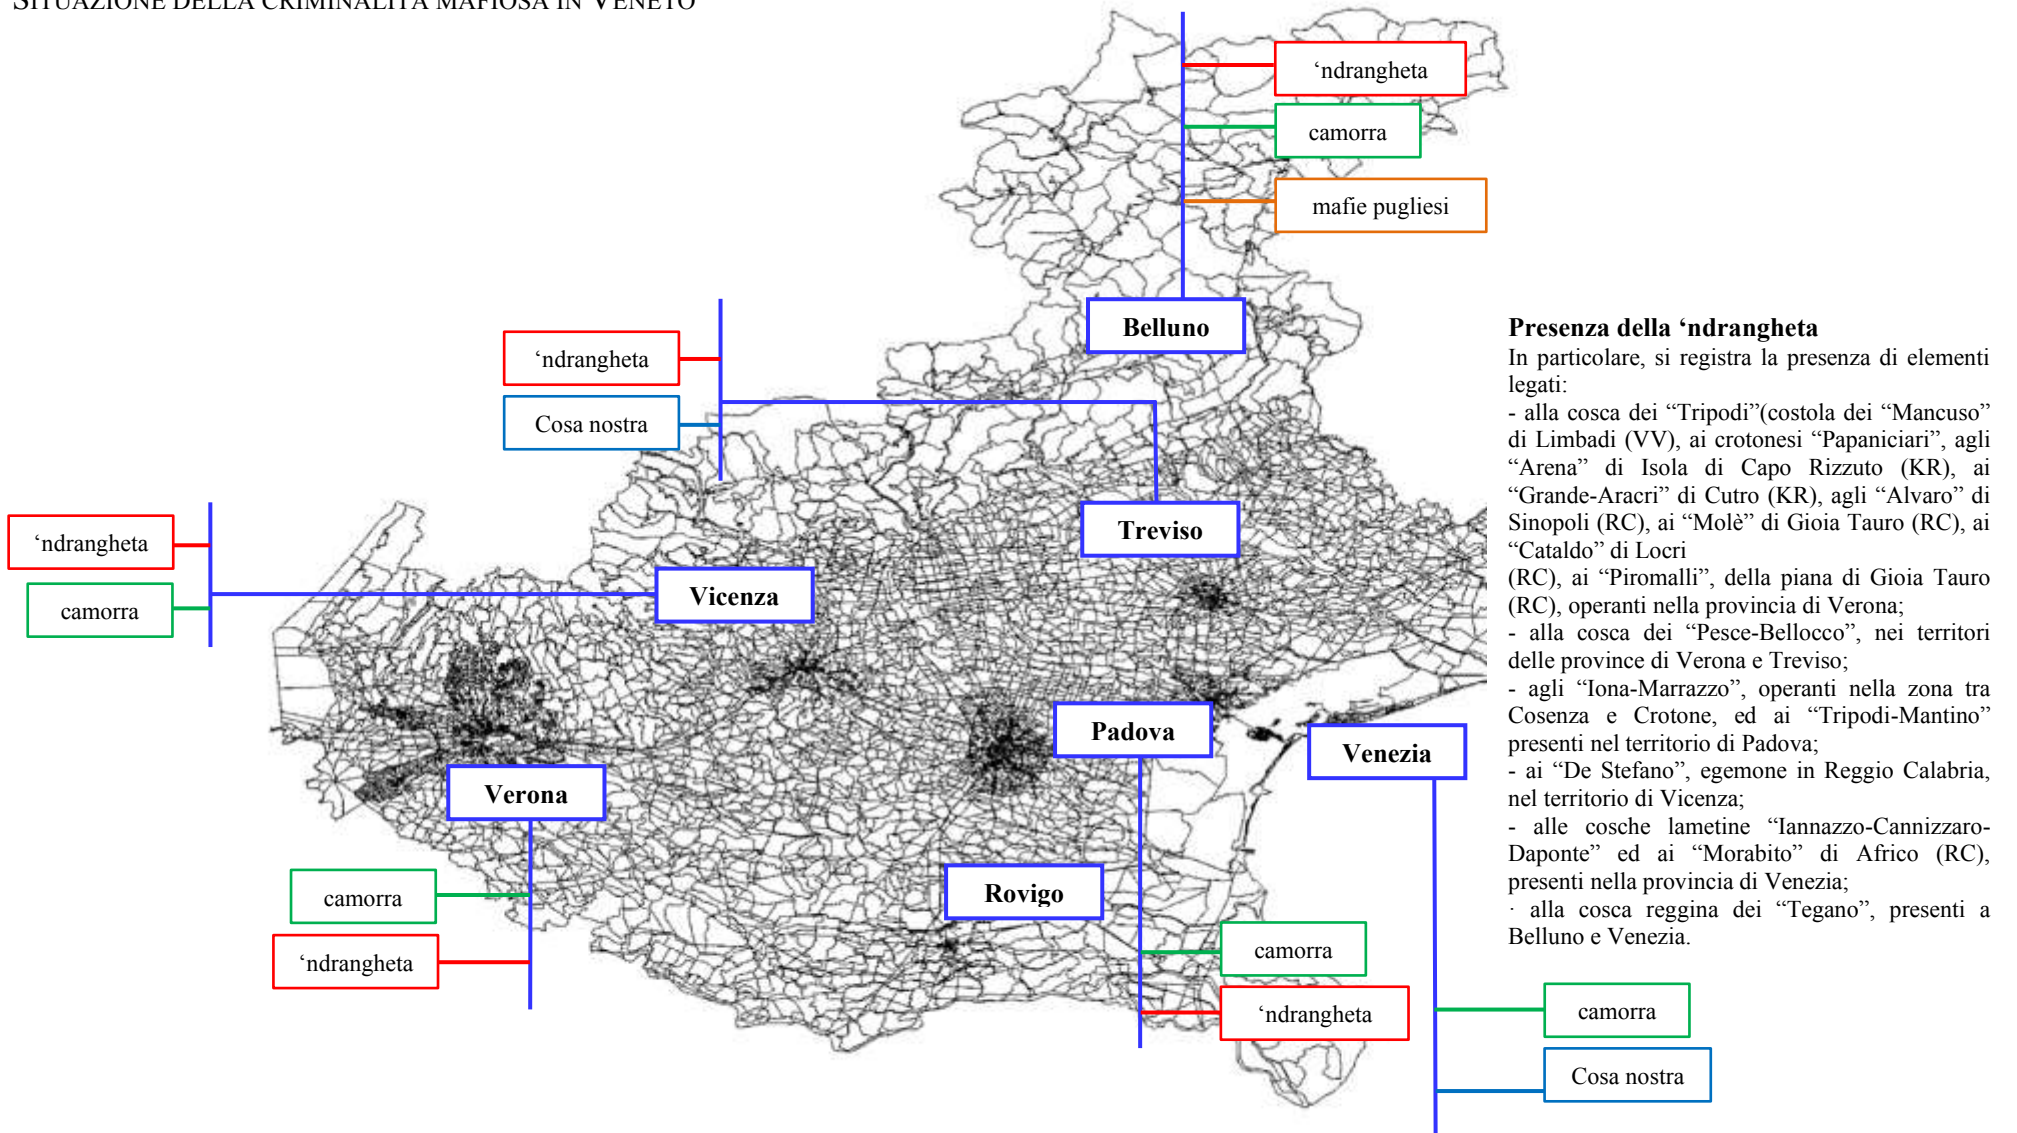 SITUAZIONE DELLA CRIMINALITÀ MAFIOSA IN VENETO
‘ndrangheta
camorra
mafie pugliesi
Belluno
‘ndrangheta
Cosa nostra
Treviso
‘ndrangheta
camorra
Vicenza
Padova
Venezia
Verona
camorra
‘ndrangheta
Rovigo
camorra
‘ndrangheta
camorra
Cosa nostra
Presenza della ‘ndrangheta
In particolare, si registra la presenza di elementi
legati:
- alla cosca dei “Tripodi”(costola dei “Mancuso”
di Limbadi (VV), ai crotonesi “Papaniciari”, agli
“Arena” di Isola di Capo Rizzuto (KR), ai
“Grande-Aracri” di Cutro (KR), agli “Alvaro” di
Sinopoli (RC), ai “Molè” di Gioia Tauro (RC), ai
“Cataldo” di Locri
(RC), ai “Piromalli”, della piana di Gioia Tauro
(RC), operanti nella provincia di Verona;
- alla cosca dei “Pesce-Bellocco”, nei territori
delle province di Verona e Treviso;
- agli “Iona-Marrazzo”, operanti nella zona tra
Cosenza e Crotone, ed ai “Tripodi-Mantino”
presenti nel territorio di Padova;
- ai “De Stefano”, egemone in Reggio Calabria,
nel territorio di Vicenza;
- alle cosche lametine “Iannazzo-Cannizzaro-
Daponte” ed ai “Morabito” di Africo (RC),
presenti nella provincia di Venezia;
· alla cosca reggina dei “Tegano”, presenti a
Belluno e Venezia.